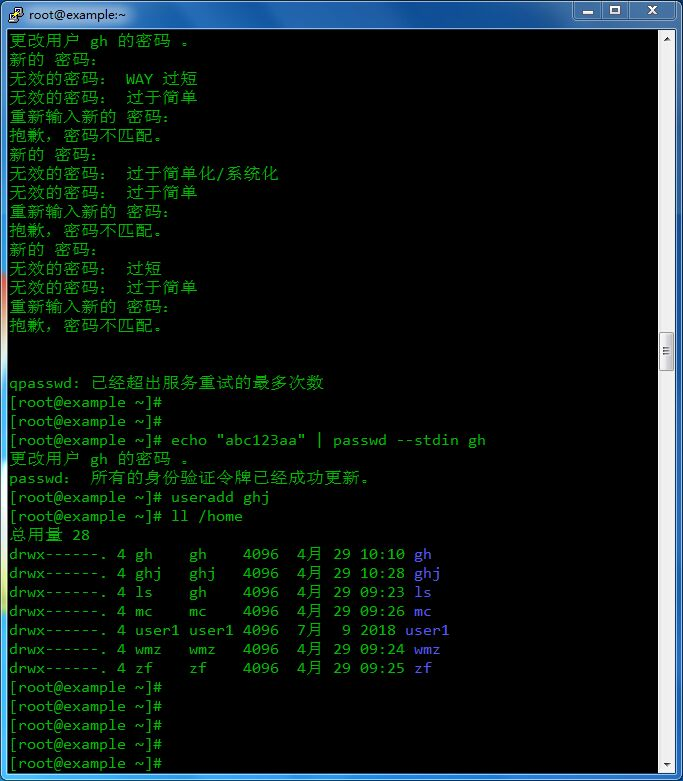 root@example:~
更改用户 gh 的密码 。
新的 密码：
无效的密码： WAY 过短
无效的密码： 过于简单
重新输入新的 密码：
抱歉，密码不匹配。
新的 密码：
无效的密码： 过于简单化/系统化
无效的密码： 过于简单
重新输入新的 密码：
抱歉，密码不匹配。
新的 密码：
无效的密码： 过短
无效的密码： 过于简单
重新输入新的 密码：
抱歉，密码不匹配。
qpasswd: 已经超出服务重试的最多次数
[root@example ~]#
[root@example ~]#
[root@example ~]# echo "abc123aa" | passwd --stdin gh
更改用户 gh 的密码 。
passwd： 所有的身份验证令牌已经成功更新。
[root@example ~]# useradd ghj
[root@example ~]# ll /home
总用量 28
drwx------. 4 gh    gh    4096  4月 29 10:10 gh
drwx------. 4 ghj   ghj   4096  4月 29 10:28 ghj
drwx------. 4 ls    gh    4096  4月 29 09:23 ls
drwx------. 4 mc    mc    4096  4月 29 09:26 mc
drwx------. 4 user1 user1 4096  7月  9 2018 user1
drwx------. 4 wmz   wmz   4096  4月 29 09:24 wmz
drwx------. 4 zf    zf    4096  4月 29 09:25 zf
[root@example ~]#
[root@example ~]#
[root@example ~]#
[root@example ~]#
[root@example ~]#